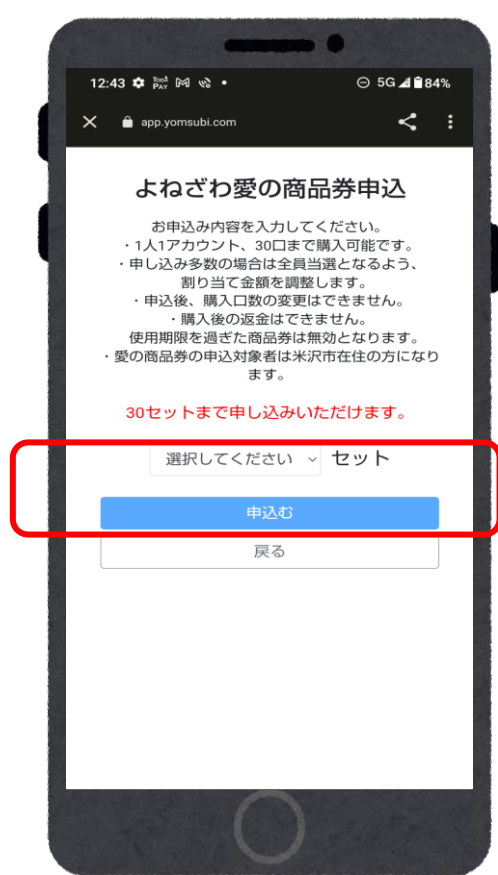 12:43 5G 84%
app.yomsubi.com
よねざわ愛の商品券申込
お申込み内容を入力してください。
・1人1アカウント、30口まで購入可能です。
・申し込み多数の場合は全員当選となるよう、
割り当て金額を調整します。
・申込後、購入口数の変更はできません。
・購入後の返金はできません。
使用期限を過ぎた商品券は無効となります。
・愛の商品券の申込対象者は米沢市在住の方になり
ます。
30セットまで申し込みいただけます。
選択してください セット
申込む
戻る